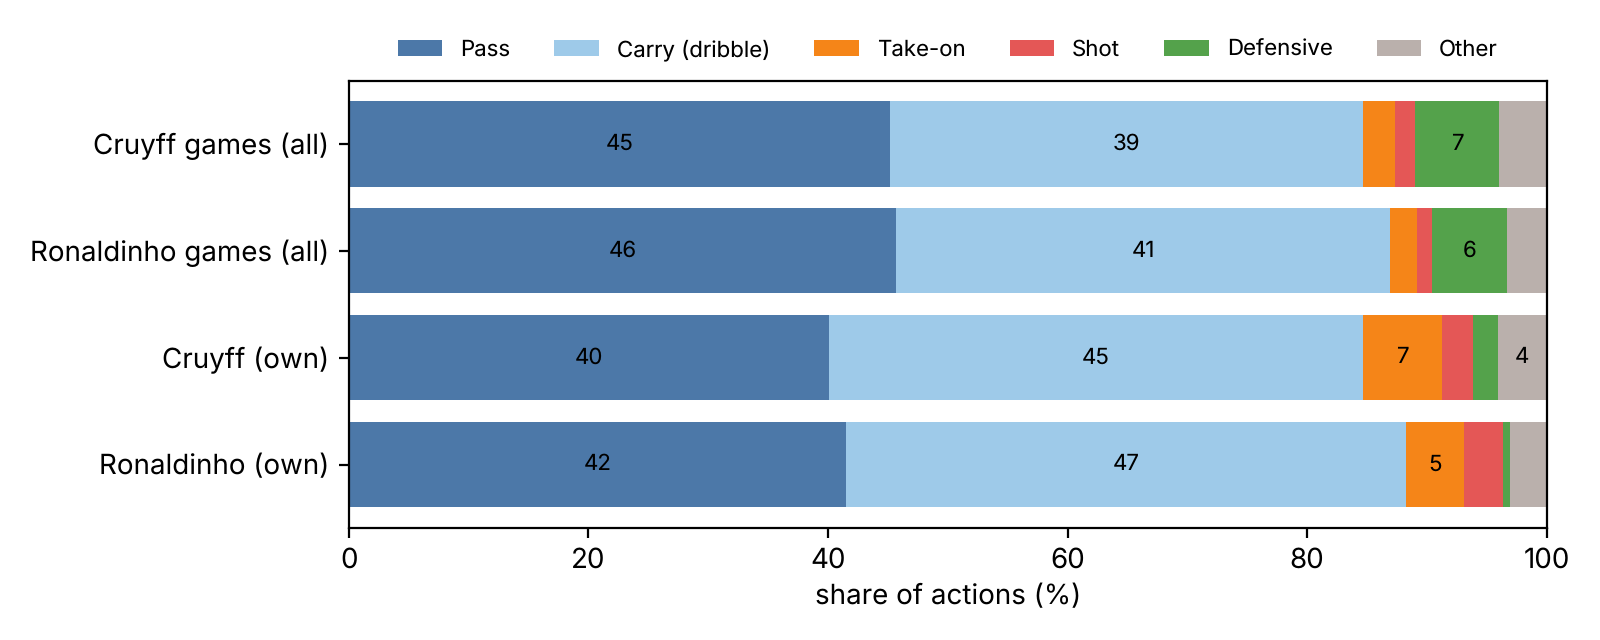 Pass Carry (dribble) Take-on Shot Defensive Other
Cruyff games (all) 45 39 7
Ronaldinho games (all) 46 41 6
Cruyff (own) 40 45 7 4
Ronaldinho (own) 42 47 5
0 20 40 60 80 100
share of actions (%)